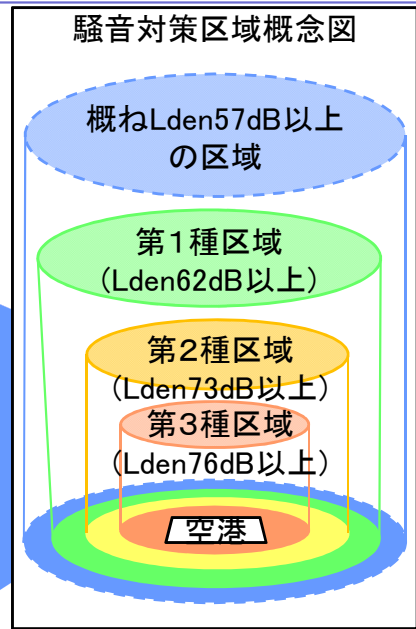 騒音対策区域概念図
概ねLden57dB以上
の区域
第１種区域
(Lden62dB以上)
第２種区域
(Lden73dB以上)
第３種区域
(Lden76dB以上)
空港